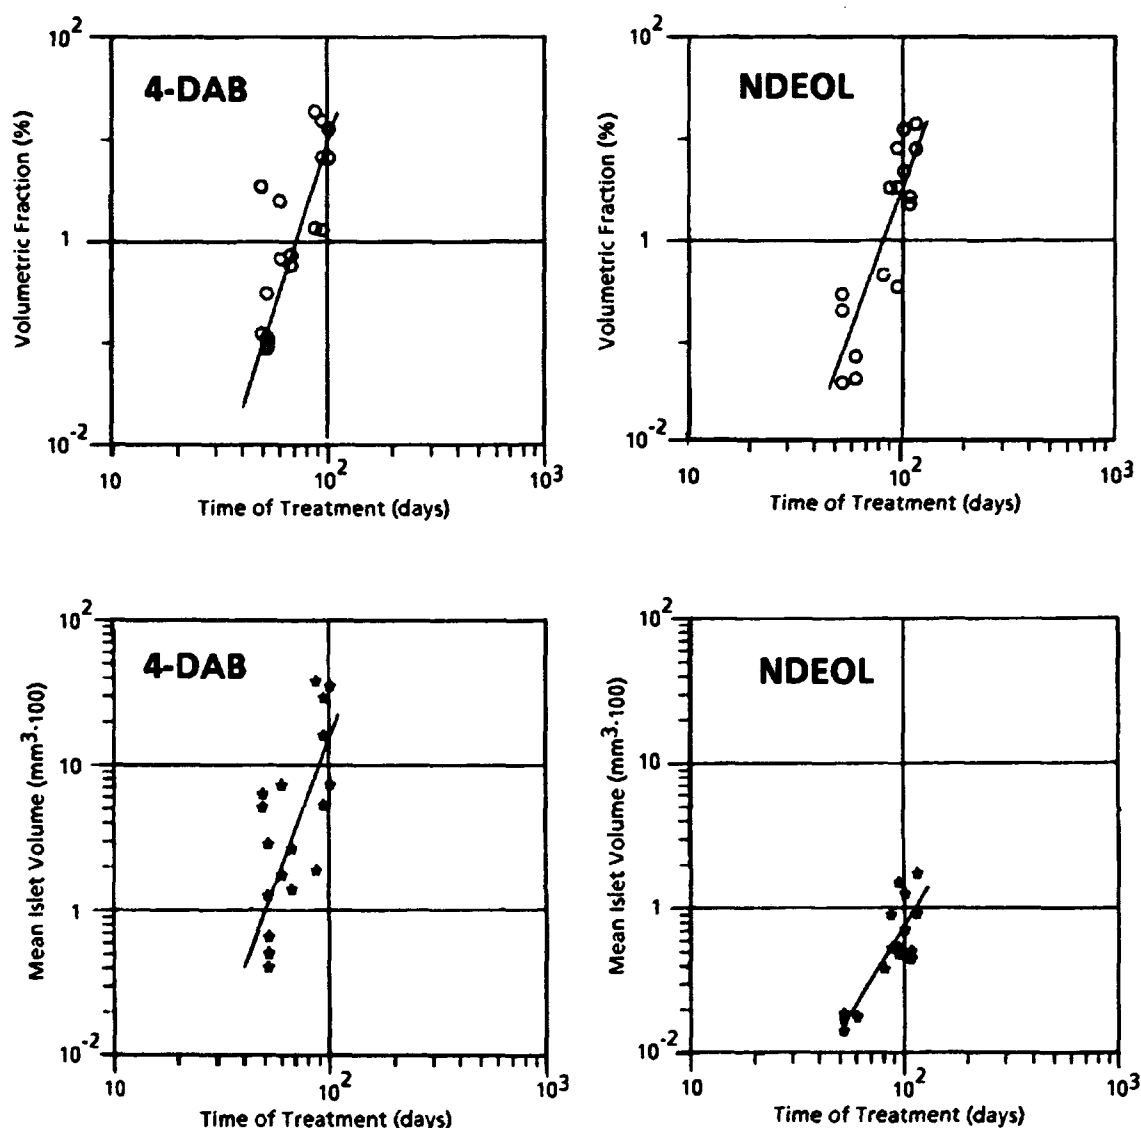 4-DAB
Volumetric Fraction (%)
10²
1
10⁻²
10
10²
10³
Time of Treatment (days)
NDEOL
Volumetric Fraction (%)
10²
1
10⁻²
10
10²
10³
Time of Treatment (days)
4-DAB
Mean Islet Volume (mm³·100)
10²
10
1
10⁻²
10
10²
10³
Time of Treatment (days)
NDEOL
Mean Islet Volume (mm³·100)
10²
10
1
10⁻²
10
10²
10³
Time of Treatment (days)